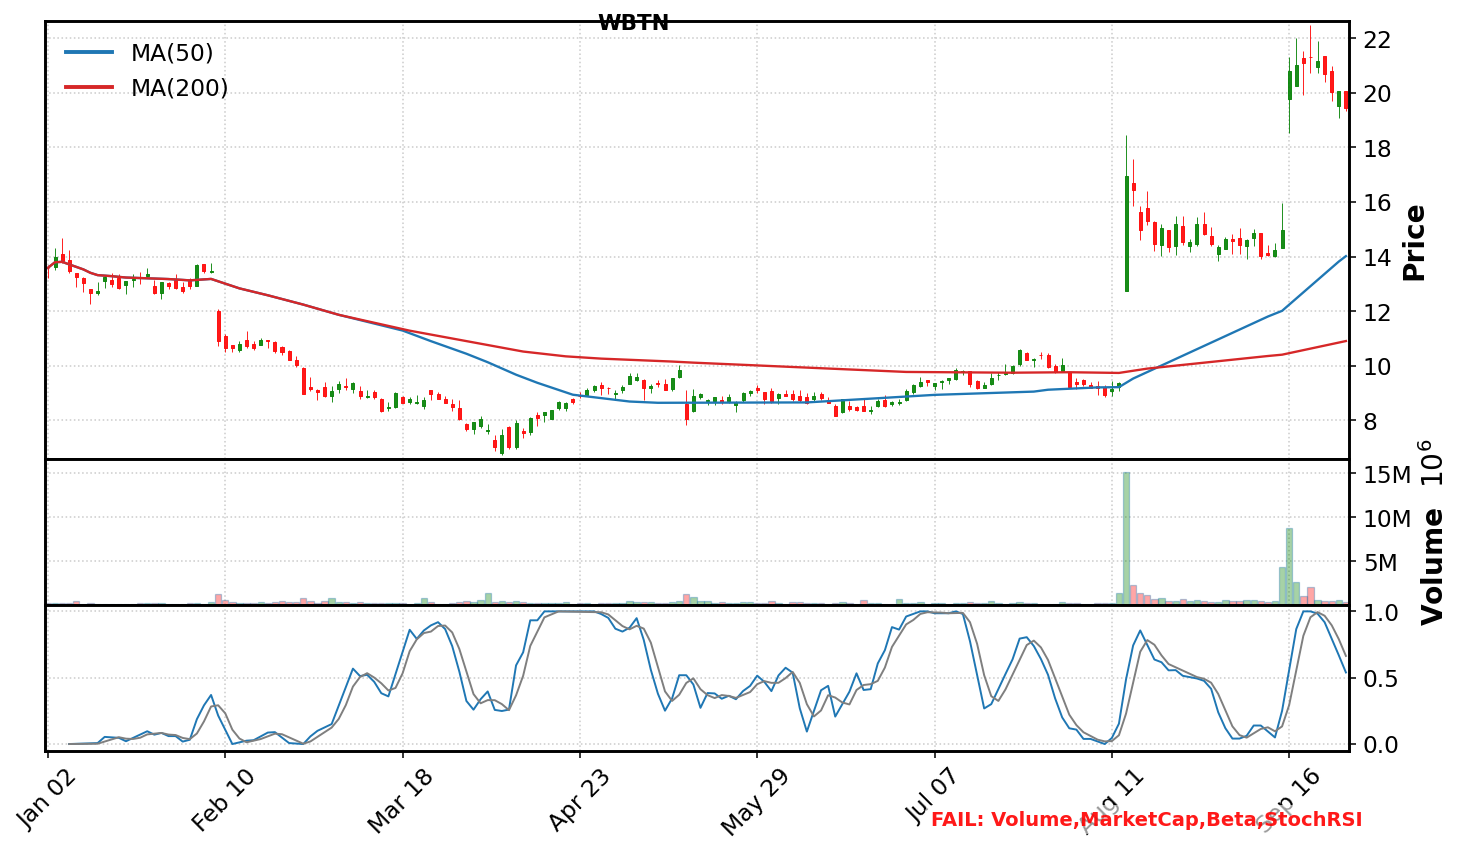 WBTN
MA(50)
MA(200)
22
20
18
16
14
12
10
8
Price
15M
10M
5M
Volume 10^6
1.0
0.5
0.0
Jan 02
Feb 10
Mar 18
Apr 23
May 29
Jul 07
Aug 11
Sep 16
FAIL: Volume,MarketCap,Beta,StochRSI